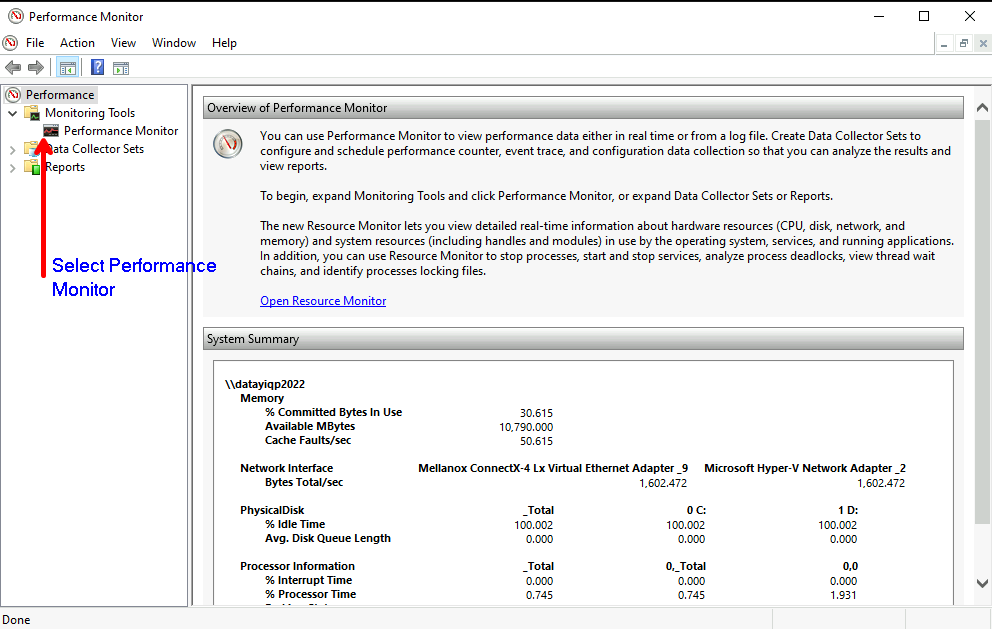 Performance Monitor
File Action View Window Help
Performance
Monitoring Tools
Performance Monitor
Data Collector Sets
Reports
Select Performance
Monitor
Overview of Performance Monitor
You can use Performance Monitor to view performance data either in real time or from a log file. Create Data Collector Sets to
configure and schedule performance counter, event trace, and configuration data collection so that you can analyze the results and
view reports.
To begin, expand Monitoring Tools and click Performance Monitor, or expand Data Collector Sets or Reports.
The new Resource Monitor lets you view detailed real-time information about hardware resources (CPU, disk, network, and
memory) and system resources (including handles and modules) in use by the operating system, services, and running applications.
In addition, you can use Resource Monitor to stop processes, start and stop services, analyze process deadlocks, view thread wait
chains, and identify processes locking files.
Open Resource Monitor
System Summary
\\datayiqp2022
Memory
% Committed Bytes In Use 30.615
Available MBytes 10,790.000
Cache Faults/sec 50.615
Network Interface Mellanox ConnectX-4 Lx Virtual Ethernet Adapter _9 Microsoft Hyper-V Network Adapter _2
Bytes Total/sec 1,602.472 1,602.472
PhysicalDisk _Total 0 C: 1 D:
% Idle Time 100.002 100.002 100.002
Avg. Disk Queue Length 0.000 0.000 0.000
Processor Information _Total 0,_Total 0,0
% Interrupt Time 0.000 0.000 0.000
% Processor Time 0.745 0.745 1.931
Done